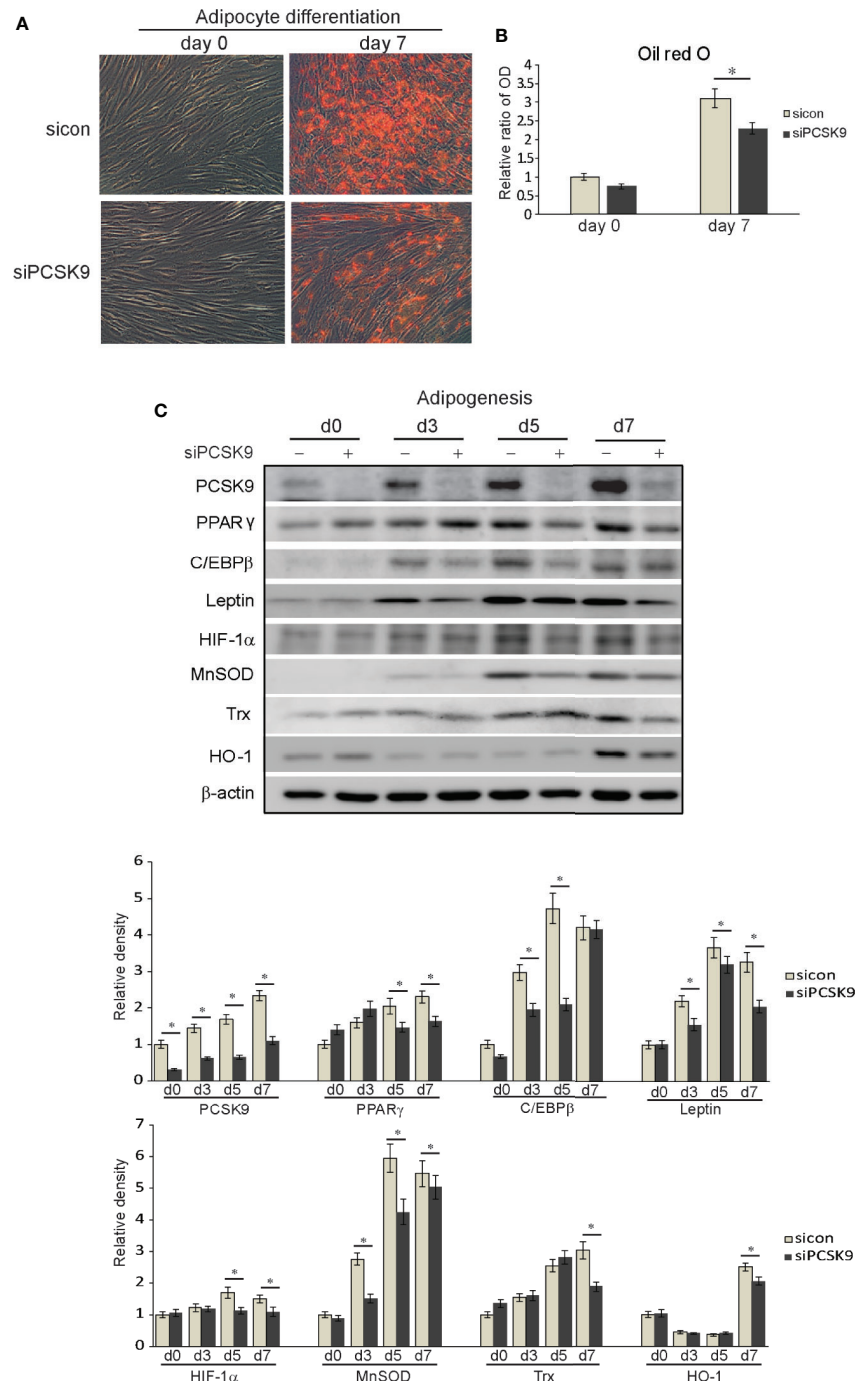 A
Adipocyte differentiation
day 0 day 7
sicon
siPCSK9
B
Oil red O
Relative ratio of OD
4
3.5
3
2.5
2
1.5
1
0.5
0
*
day 0 day 7
sicon
siPCSK9
C
Adipogenesis
d0 d3 d5 d7
siPCSK9 − + − + − + − +
PCSK9
PPAR γ
C/EBPβ
Leptin
HIF-1α
MnSOD
Trx
HO-1
β-actin
Relative density
6
5
4
3
2
1
0
* * * * * * * * * * *
d0 d3 d5 d7 d0 d3 d5 d7 d0 d3 d5 d7 d0 d3 d5 d7
PCSK9 PPARγ C/EBPβ Leptin
sicon
siPCSK9
Relative density
7
6
5
4
3
2
1
0
* * * * * * *
d0 d3 d5 d7 d0 d3 d5 d7 d0 d3 d5 d7 d0 d3 d5 d7
HIF-1α MnSOD Trx HO-1
sicon
siPCSK9